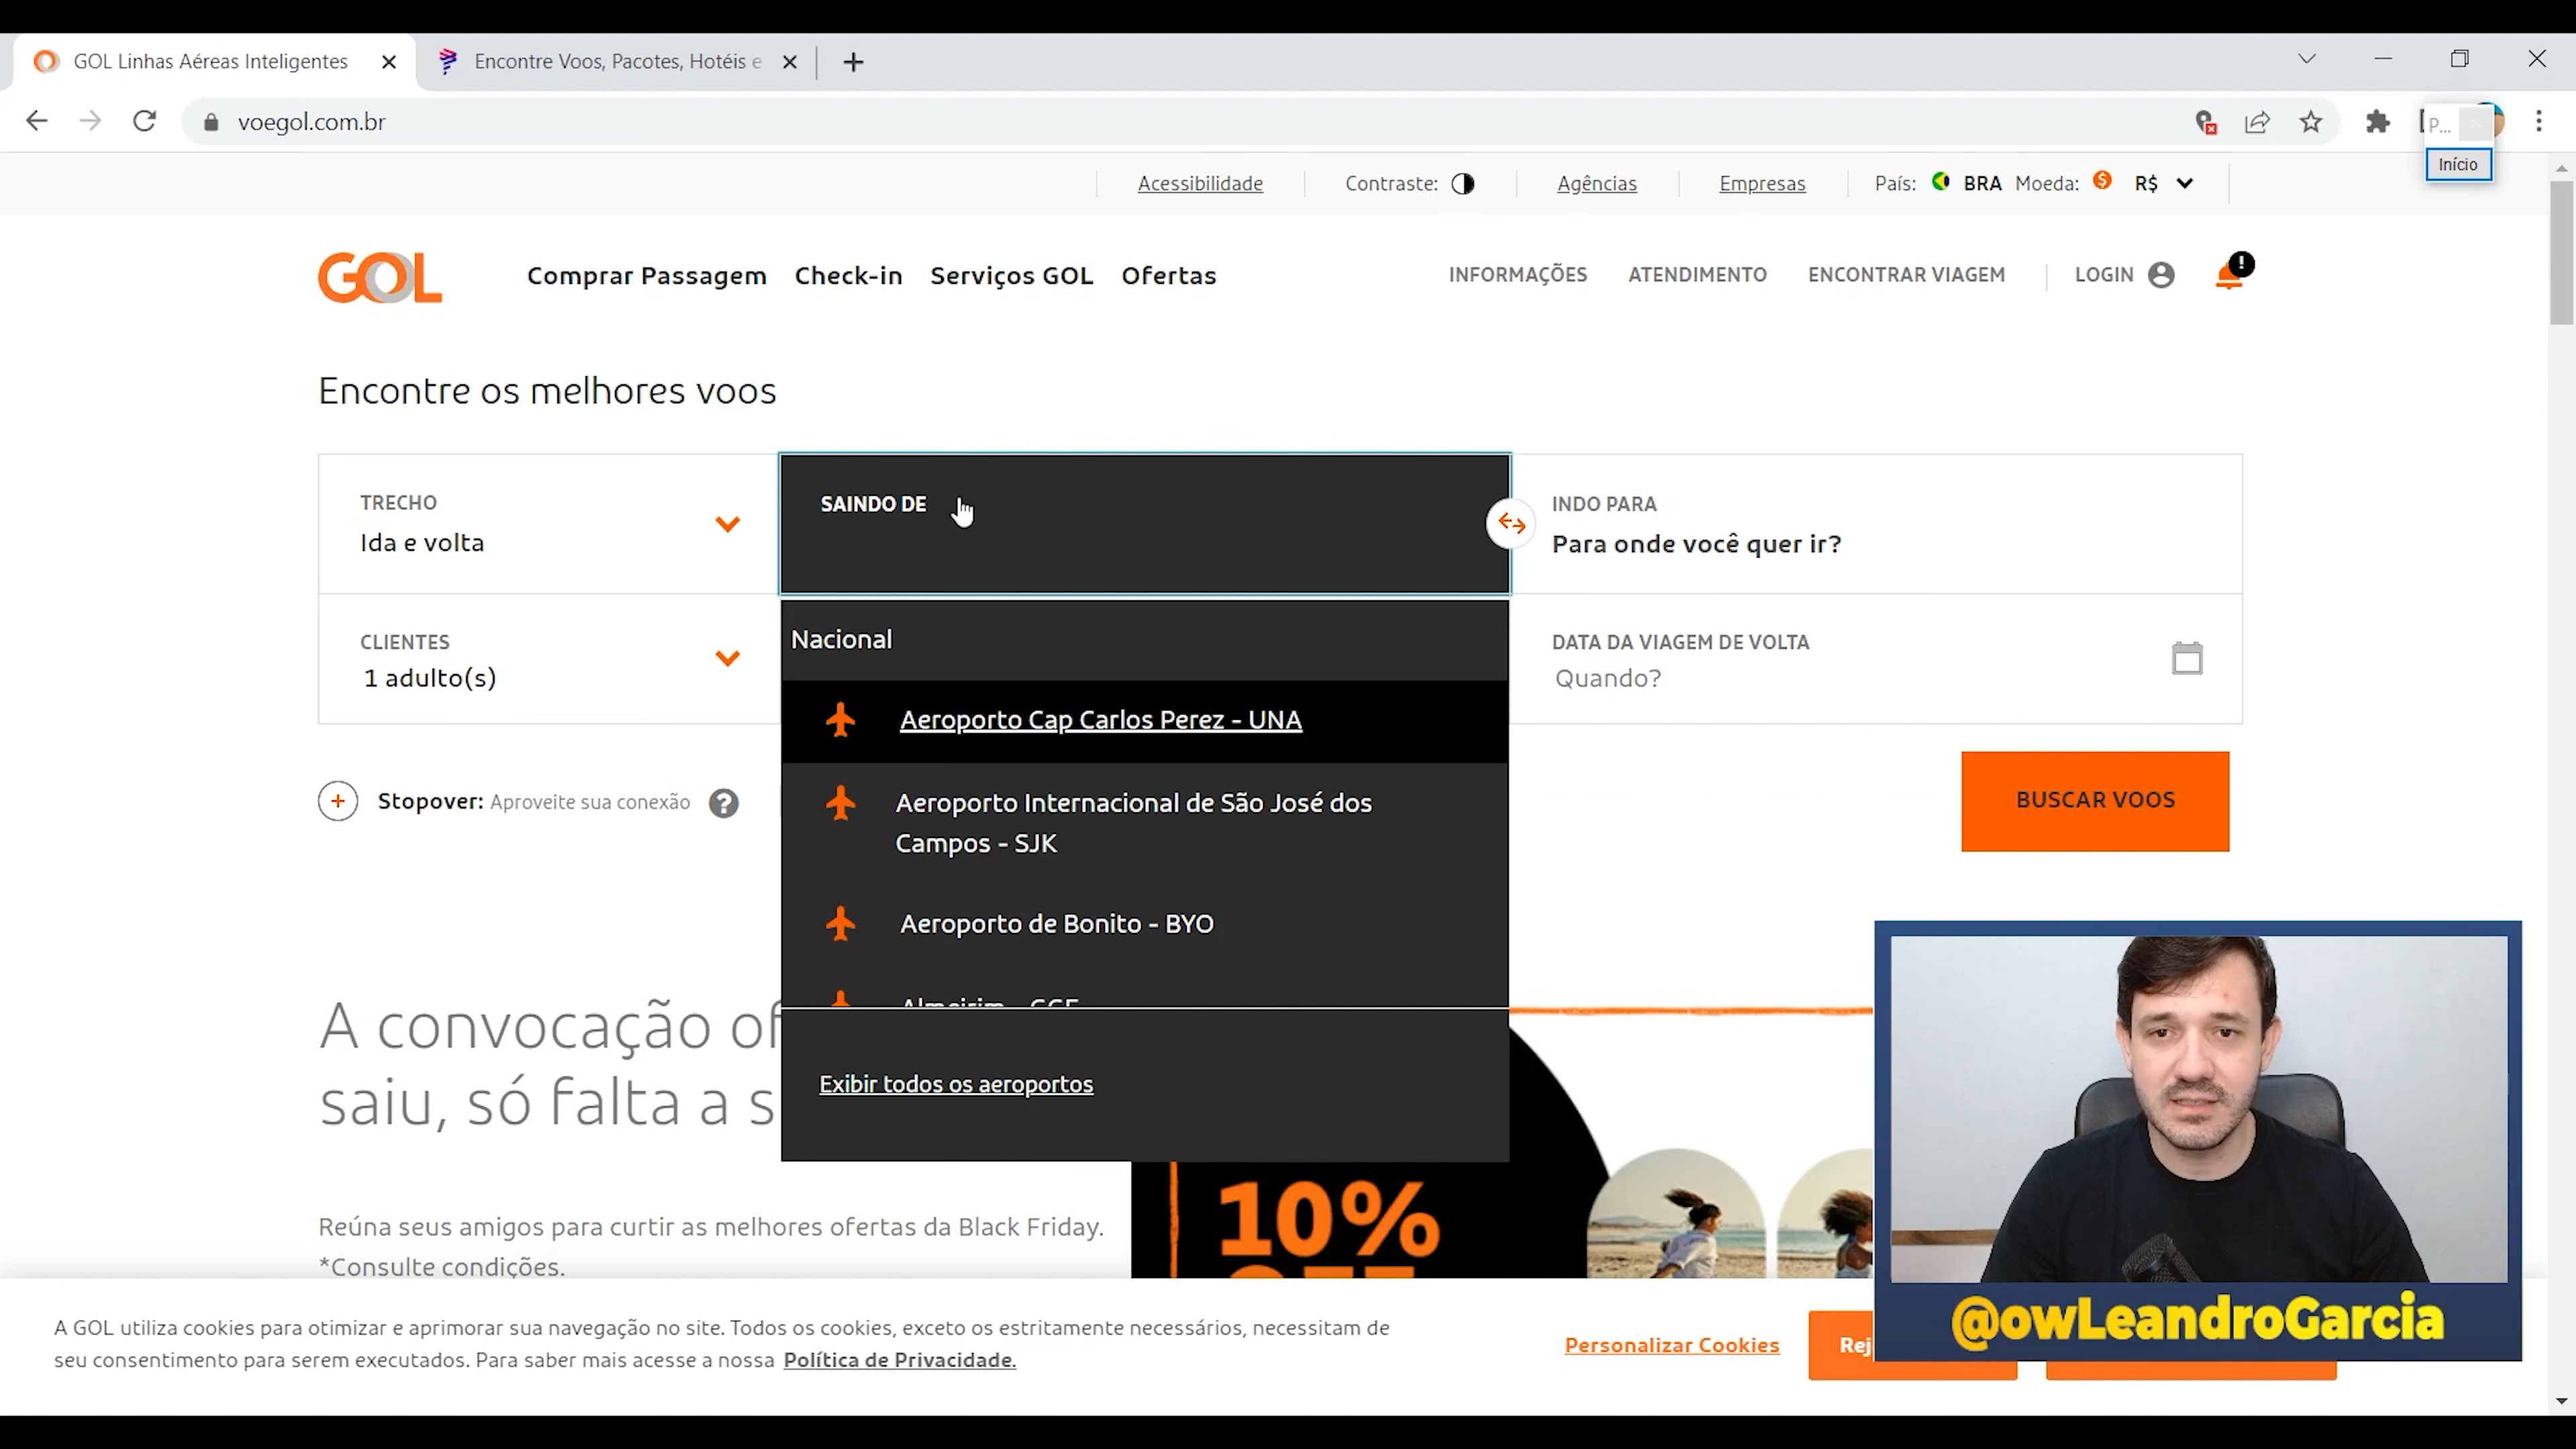 GOL Linhas Aéreas Inteligentes
Encontre Voos, Pacotes, Hotéis e
voegol.com.br
P...
Início
Acessibilidade
Contraste:
Agências
Empresas
País: BRA Moeda: R$
GOL
Comprar Passagem
Check-in
Serviços GOL
Ofertas
INFORMAÇÕES
ATENDIMENTO
ENCONTRAR VIAGEM
LOGIN
Encontre os melhores voos
TRECHO
Ida e volta
SAINDO DE
INDO PARA
Para onde você quer ir?
CLIENTES
1 adulto(s)
Nacional
DATA DA VIAGEM DE VOLTA
Quando?
Aeroporto Cap Carlos Perez - UNA
Aeroporto Internacional de São José dos
Campos - SJK
Aeroporto de Bonito - BYO
Exibir todos os aeroportos
Stopover: Aproveite sua conexão
BUSCAR VOOS
A convocação of
saiu, só falta a s
Reúna seus amigos para curtir as melhores ofertas da Black Friday.
*Consulte condições.
10%
A GOL utiliza cookies para otimizar e aprimorar sua navegação no site. Todos os cookies, exceto os estritamente necessários, necessitam de
seu consentimento para serem executados. Para saber mais acesse a nossa Política de Privacidade.
Personalizar Cookies
Rej
@owLeandroGarcia